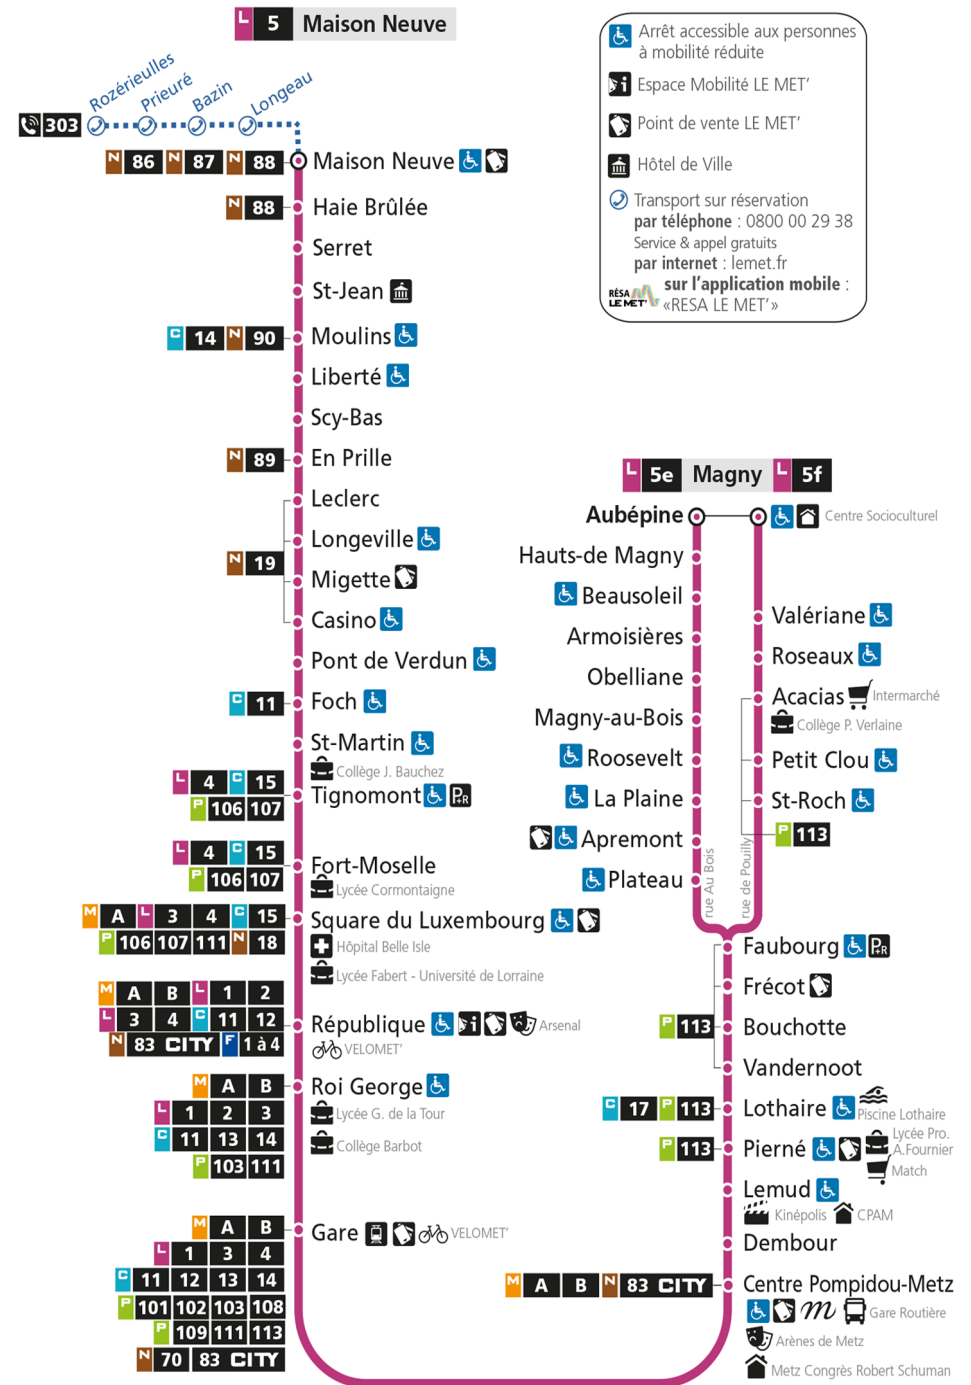 L 5 Maison Neuve
Rozérieulles
Prieuré
Bazin
Longeau
303
N 86 N 87 N 88 Maison Neuve
N 88 Haie Brûlée
Serret
St-Jean
C 14 N 90 Moulins
Liberté
Scy-Bas
N 89 En Prille
Leclerc
Longeville
N 19
Migette
Casino
Pont de Verdun
C 11 Foch
St-Martin
Collège J. Bauchez
L 4 C 15
Tignomont P+R
P 106 107
L 4 C 15
Fort-Moselle
P 106 107
Lycée Cormontaigne
M A L 3 4 C 15 Square du Luxembourg
P 106 107 111 N 18 Hôpital Belle Isle
Lycée Fabert - Université de Lorraine
M A B L 1 2
L 3 4 C 11 12 République i Arsenal
N 83 CITY F 1 à 4 VELOMET'
M A B Roi George
L 1 2 3 Lycée G. de la Tour
C 11 13 14 Collège Barbot
P 103 111
M A B Gare VELOMET'
L 1 3 4
C 11 12 13 14
P 101 102 103 108
P 109 111 113
N 70 83 CITY
Arrêt accessible aux personnes
à mobilité réduite
i Espace Mobilité LE MET'
Point de vente LE MET'
Hôtel de Ville
Transport sur réservation
par téléphone : 0800 00 29 38
Service & appel gratuits
par internet : lemet.fr
RÉSA LE MET' sur l'application mobile :
«RESA LE MET'»
L 5e Magny L 5f
Aubépine Centre Socioculturel
Hauts-de Magny
Beausoleil
Armoisières
Obelliane
Magny-au-Bois
Roosevelt
La Plaine
Apremont
Plateau
rue Au Bois
rue de Pouilly
Valériane
Roseaux
Acacias Intermarché
Collège P. Verlaine
Petit Clou
St-Roch
P 113
Faubourg P+R
Frécot
P 113 Bouchotte
Vandernoot
C 17 P 113 Lothaire Piscine Lothaire
P 113 Pierné Lycée Pro.
A.Fournier
Match
Lemud
Kinépolis CPAM
Dembour
M A B N 83 CITY Centre Pompidou-Metz
m Gare Routière
Arènes de Metz
Metz Congrès Robert Schuman